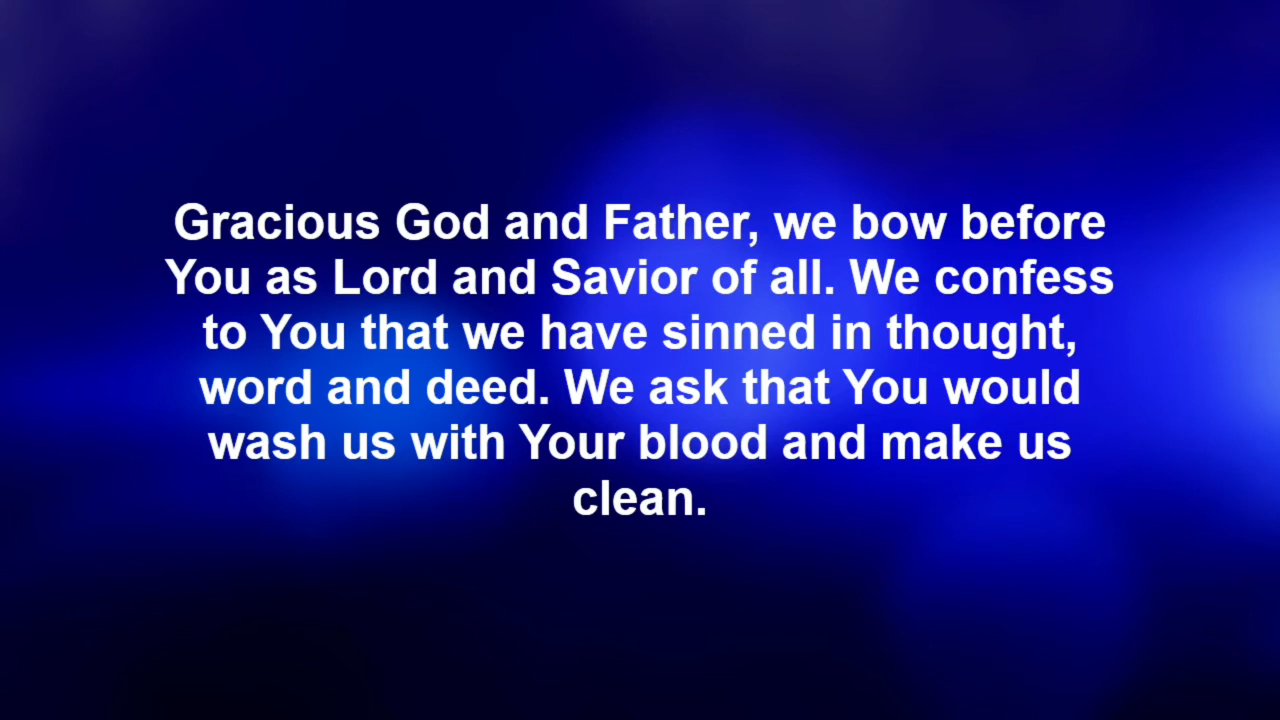 Gracious God and Father, we bow before
You as Lord and Savior of all. We confess
to You that we have sinned in thought,
word and deed. We ask that You would
wash us with Your blood and make us
clean.